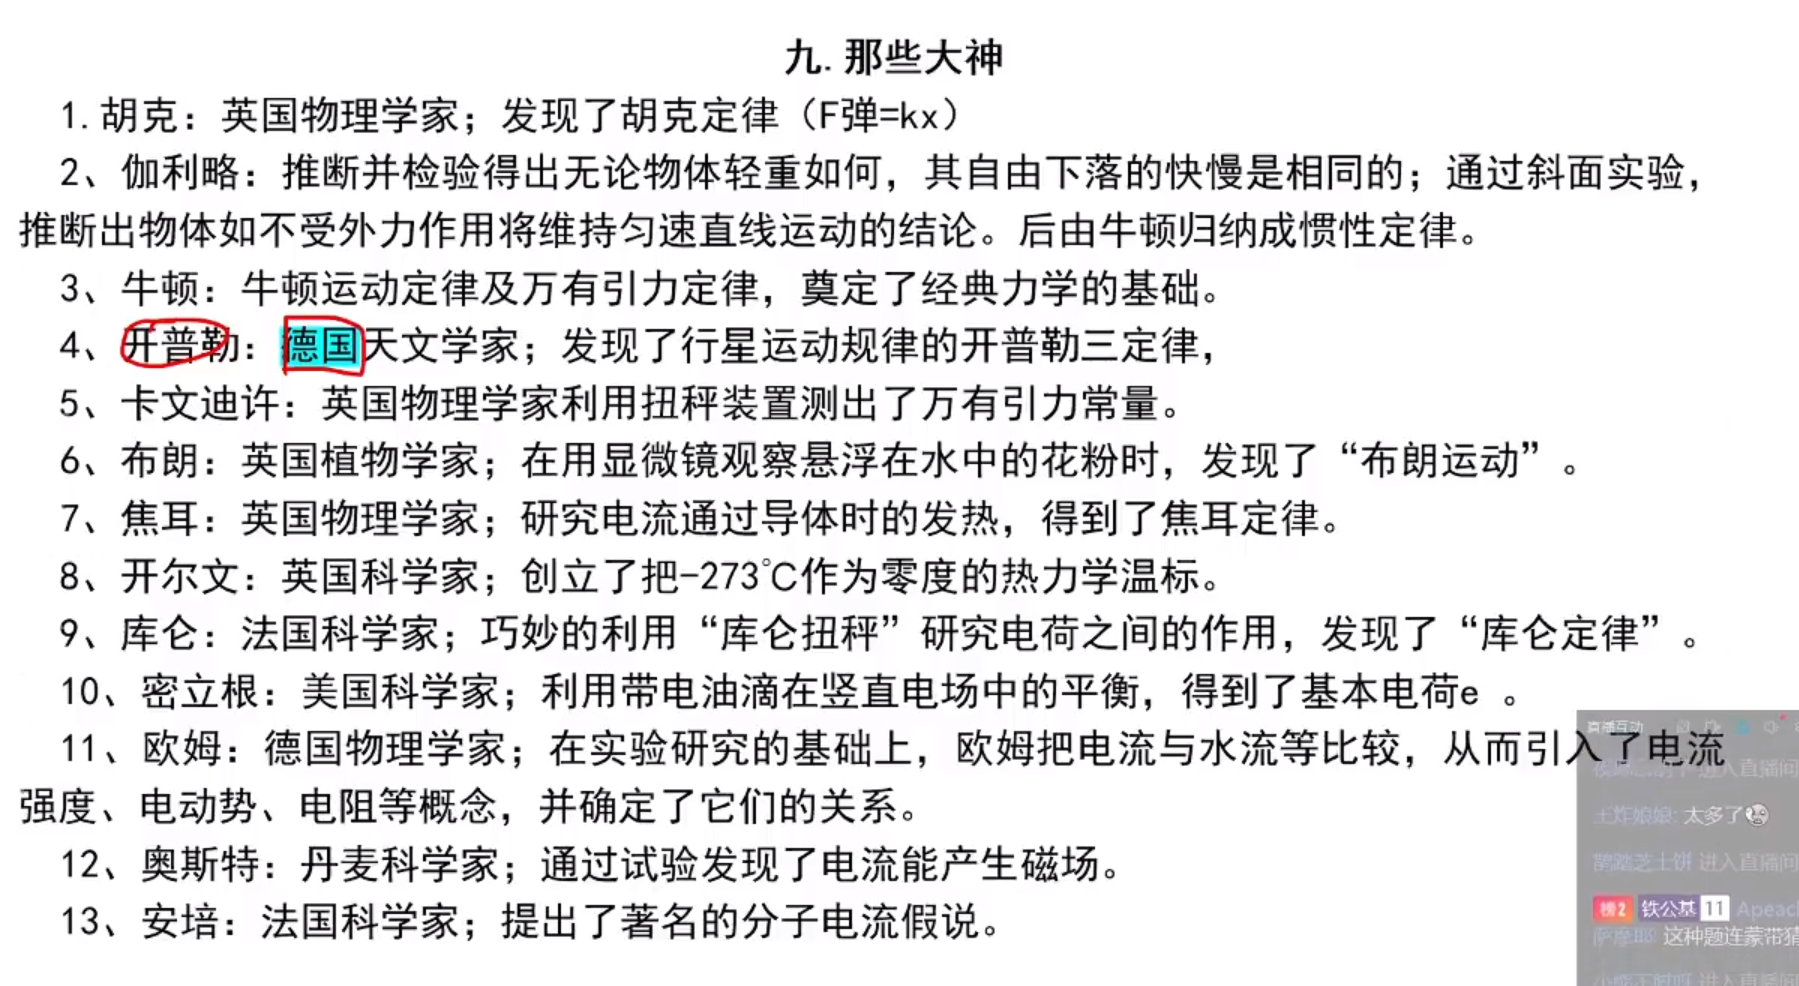 九.那些大神
1.胡克：英国物理学家；发现了胡克定律（F弹=kx）
2、伽利略：推断并检验得出无论物体轻重如何，其自由下落的快慢是相同的；通过斜面实验，
推断出物体如不受外力作用将维持匀速直线运动的结论。后由牛顿归纳成惯性定律。
3、牛顿：牛顿运动定律及万有引力定律，奠定了经典力学的基础。
4、开普勒：德国天文学家；发现了行星运动规律的开普勒三定律，
5、卡文迪许：英国物理学家利用扭秤装置测出了万有引力常量。
6、布朗：英国植物学家；在用显微镜观察悬浮在水中的花粉时，发现了“布朗运动”。
7、焦耳：英国物理学家；研究电流通过导体时的发热，得到了焦耳定律。
8、开尔文：英国科学家；创立了把-273℃作为零度的热力学温标。
9、库仑：法国科学家；巧妙的利用“库仑扭秤”研究电荷之间的作用，发现了“库仑定律”。
10、密立根：美国科学家；利用带电油滴在竖直电场中的平衡，得到了基本电荷e 。
直播互动
11、欧姆：德国物理学家；在实验研究的基础上，欧姆把电流与水流等比较，从而引入了电流
进入直播间
强度、电动势、电阻等概念，并确定了它们的关系。
土炸娘娘: 太多了
12、奥斯特：丹麦科学家；通过试验发现了电流能产生磁场。
芝士饼 进入直播间
13、安培：法国科学家；提出了著名的分子电流假说。
榜2 铁公基 11 Apeac
萨摩耶: 这种题连蒙带猜
进入直播间